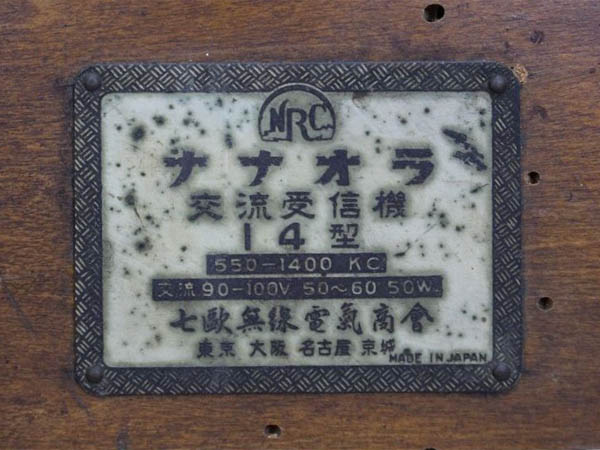 NRC
ナナオラ
交流受信機
14型
550-1400 KC
交流 90-100V 50~60 50W.
七歐無線電氣商會
東京 大阪 名古屋 京城
MADE IN JAPAN